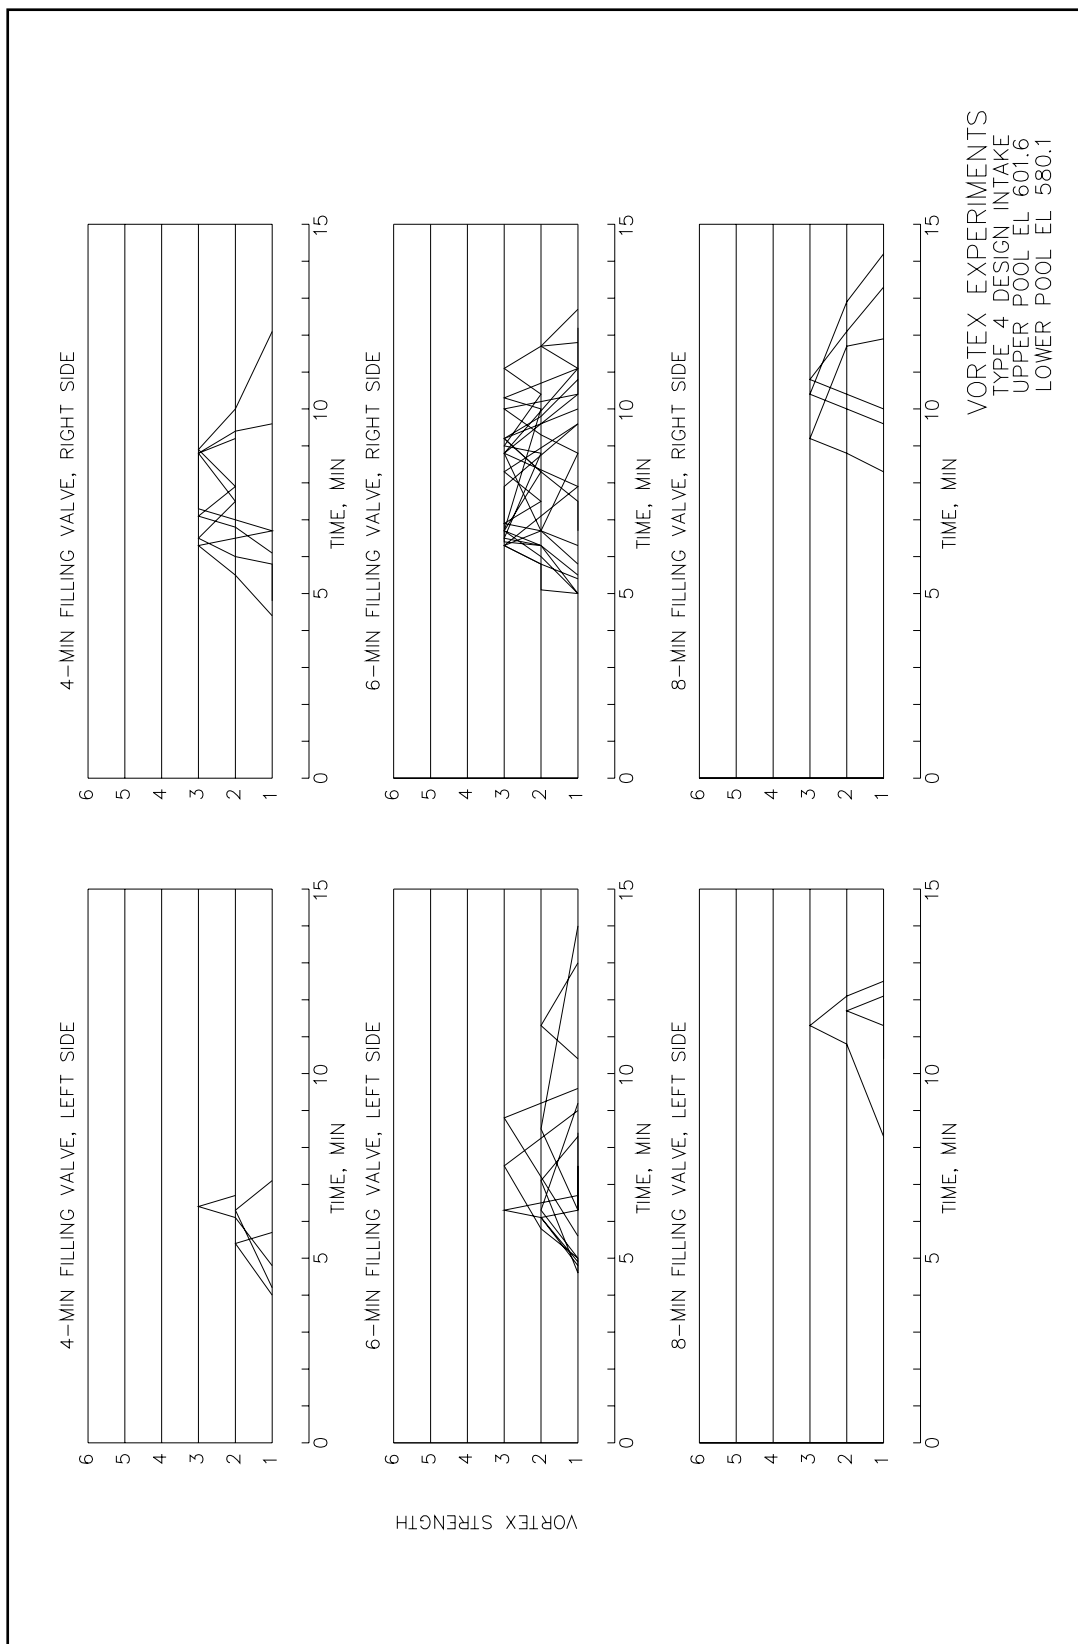 VORTEX STRENGTH
4-MIN FILLING VALVE, LEFT SIDE
6
5
4
3
2
1
0 5 10 15
TIME, MIN
4-MIN FILLING VALVE, RIGHT SIDE
6
5
4
3
2
1
0 5 10 15
TIME, MIN
6-MIN FILLING VALVE, LEFT SIDE
6
5
4
3
2
1
0 5 10 15
TIME, MIN
6-MIN FILLING VALVE, RIGHT SIDE
6
5
4
3
2
1
0 5 10 15
TIME, MIN
8-MIN FILLING VALVE, LEFT SIDE
6
5
4
3
2
1
0 5 10 15
TIME, MIN
8-MIN FILLING VALVE, RIGHT SIDE
6
5
4
3
2
1
0 5 10 15
TIME, MIN
VORTEX EXPERIMENTS
TYPE 4 DESIGN INTAKE
UPPER POOL EL 601.6
LOWER POOL EL 580.1